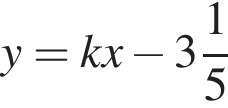 y = kx − 3 1/5